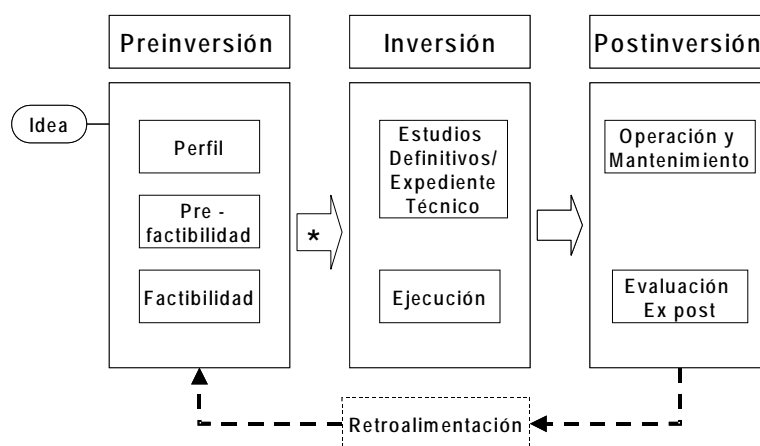 Preinversión
Inversión
Postinversión
Idea
Perfil
Pre -
factibilidad
Factibilidad
*
Estudios
Definitivos/
Expediente
Técnico
Ejecución
Operación y
Mantenimiento
Evaluación
Ex post
Retroalimentación